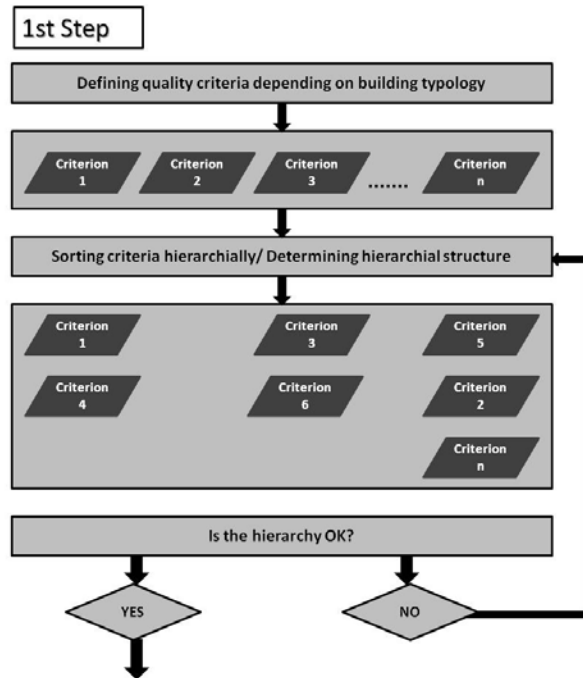 1st Step
Defining quality criteria depending on building typology
Criterion
1
Criterion
2
Criterion
3
.......
Criterion
n
Sorting criteria hierarchially/ Determining hierarchial structure
Criterion
1
Criterion
3
Criterion
5
Criterion
4
Criterion
6
Criterion
2
Criterion
n
Is the hierarchy OK?
YES
NO